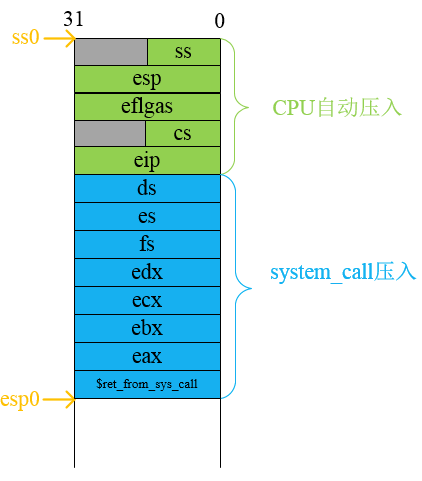 31 0
ss0
ss
esp
eflgas
CPU自动压入
cs
eip
ds
es
fs
edx
system_call压入
ecx
ebx
eax
$ret_from_sys_call
esp0